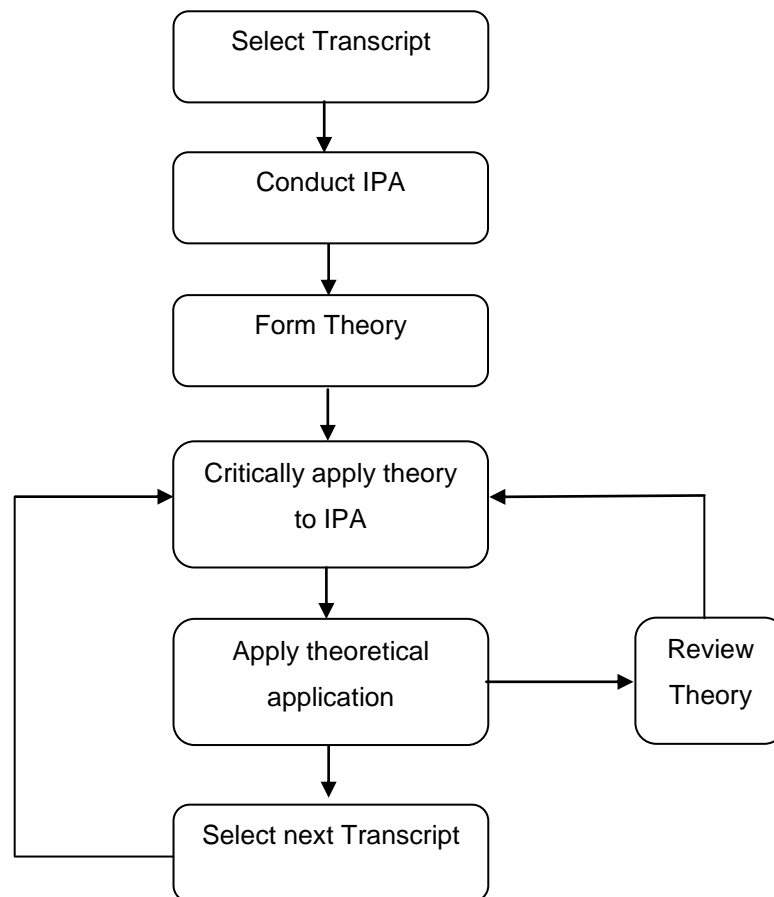 Select Transcript
Conduct IPA
Form Theory
Critically apply theory
to IPA
Apply theoretical
application
Review
Theory
Select next Transcript